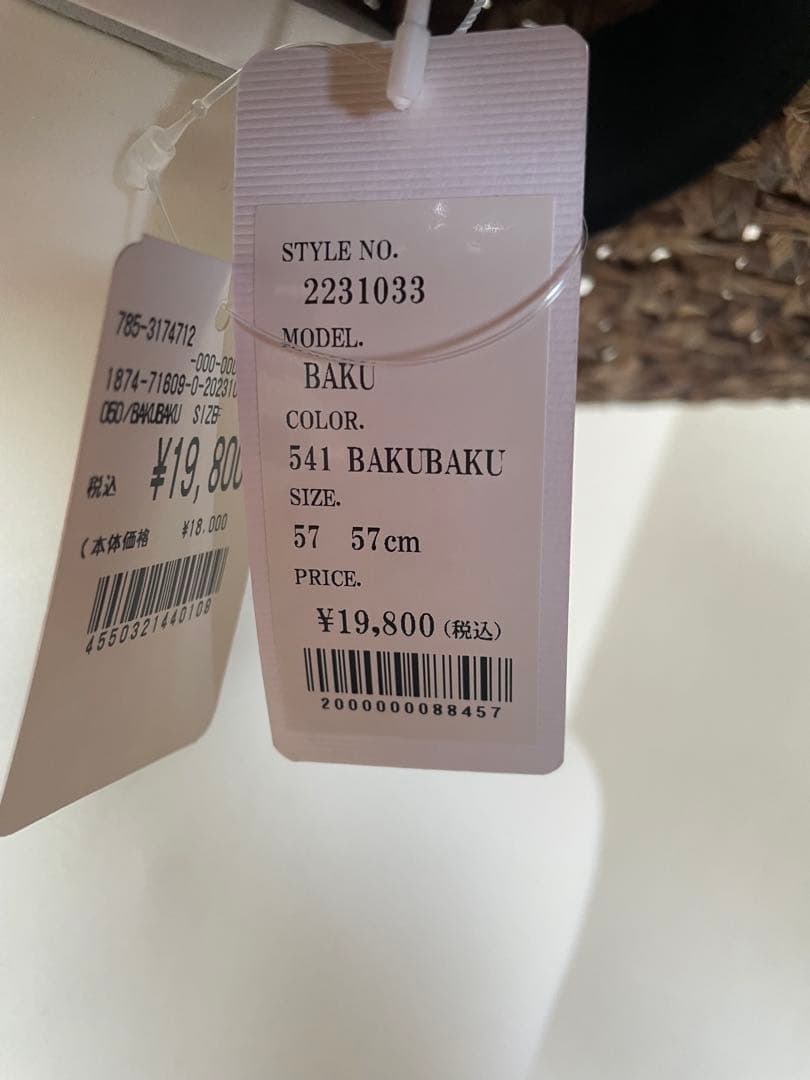 785-3174712
-000-000
1874-71609-0-20231
050/BAKUBAKU SIZE
税込 ¥19,800
(本体価格 ¥18.000
4550321440108
STYLE NO.
2231033
MODEL.
BAKU
COLOR.
541 BAKUBAKU
SIZE.
57 57cm
PRICE.
¥19,800(税込)
2000000088457